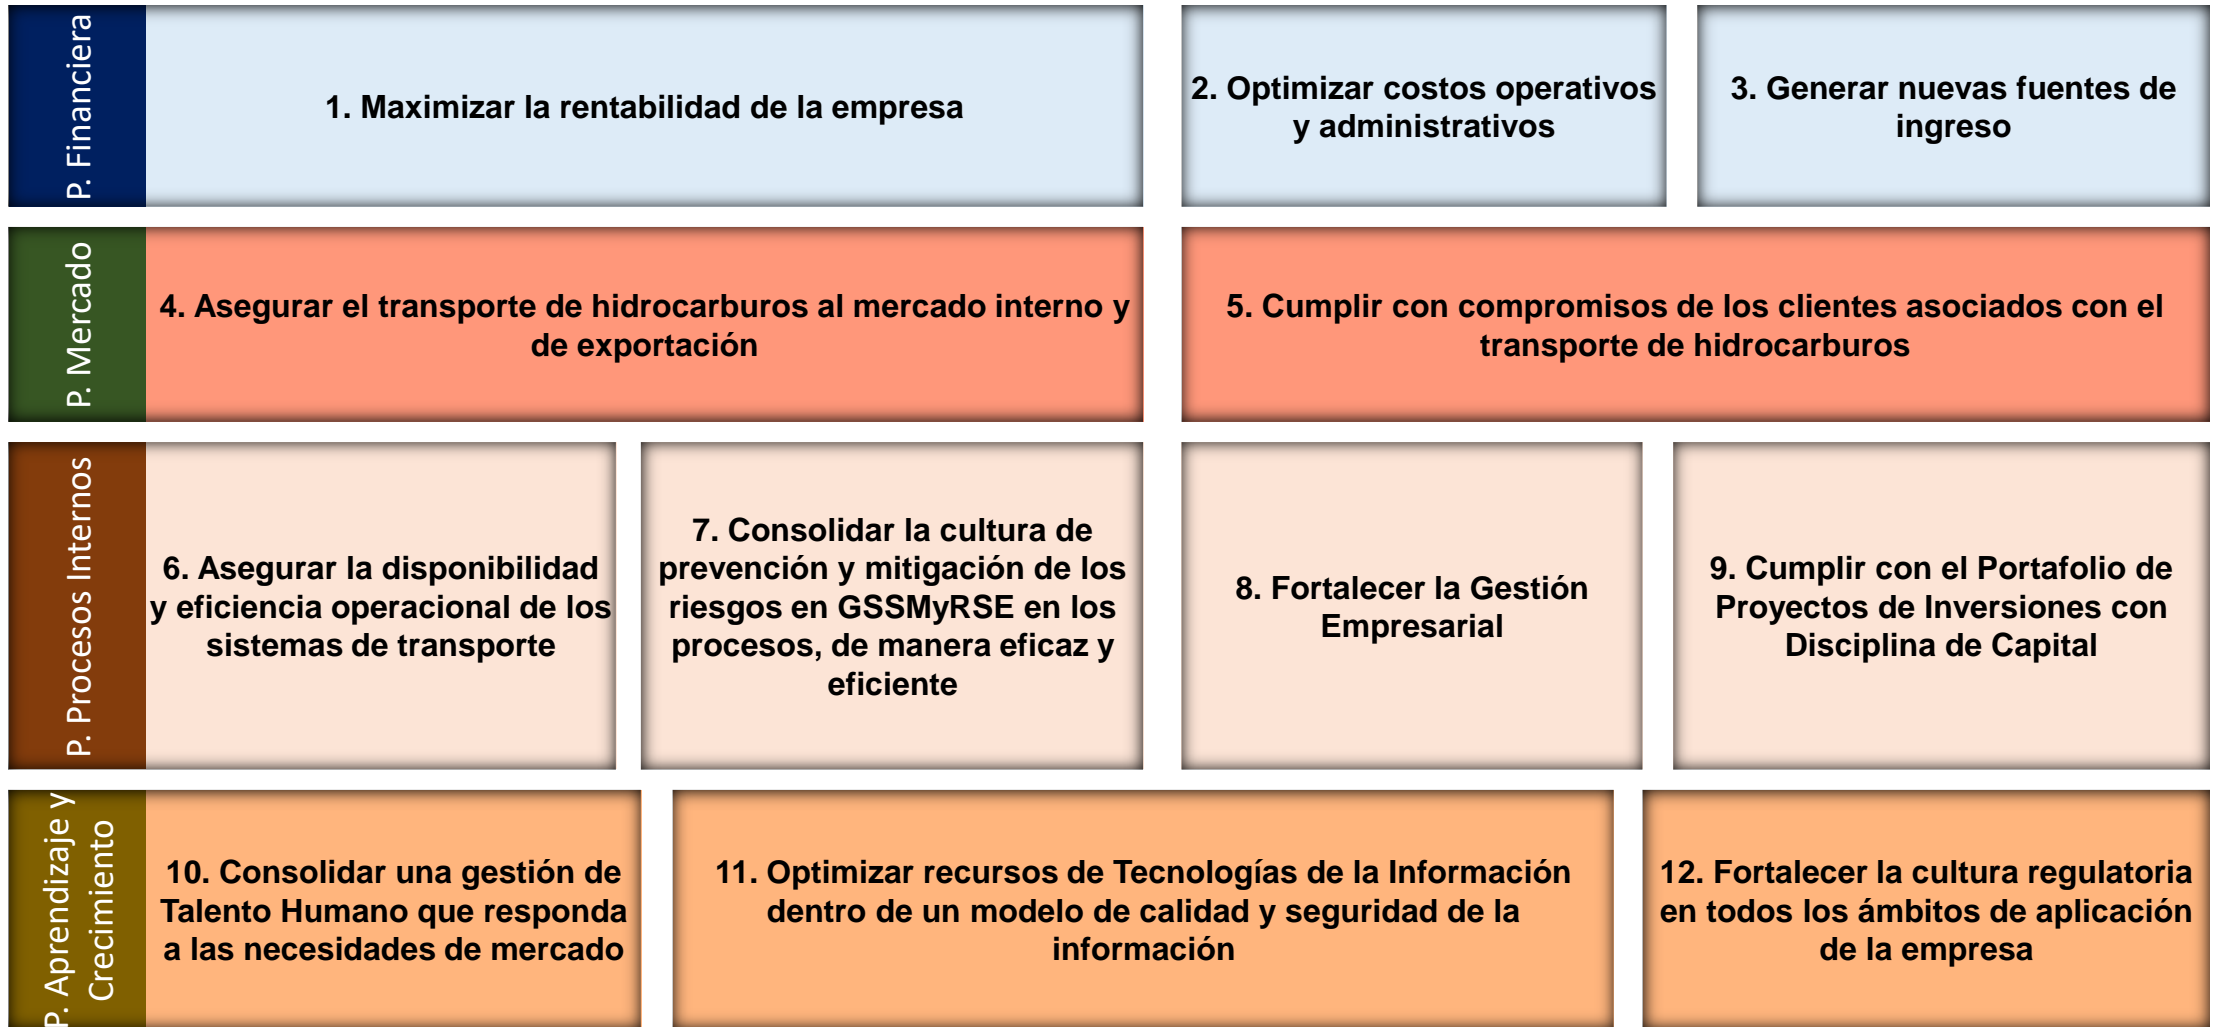 P. Financiera
1. Maximizar la rentabilidad de la empresa
2. Optimizar costos operativos
y administrativos
3. Generar nuevas fuentes de
ingreso
P. Mercado
4. Asegurar el transporte de hidrocarburos al mercado interno y
de exportación
5. Cumplir con compromisos de los clientes asociados con el
transporte de hidrocarburos
P. Procesos Internos
6. Asegurar la disponibilidad
y eficiencia operacional de los
sistemas de transporte
7. Consolidar la cultura de
prevención y mitigación de los
riesgos en GSSMyRSE en los
procesos, de manera eficaz y
eficiente
8. Fortalecer la Gestión
Empresarial
9. Cumplir con el Portafolio de
Proyectos de Inversiones con
Disciplina de Capital
P. Aprendizaje y
Crecimiento
10. Consolidar una gestión de
Talento Humano que responda
a las necesidades de mercado
11. Optimizar recursos de Tecnologías de la Información
dentro de un modelo de calidad y seguridad de la
información
12. Fortalecer la cultura regulatoria
en todos los ámbitos de aplicación
de la empresa